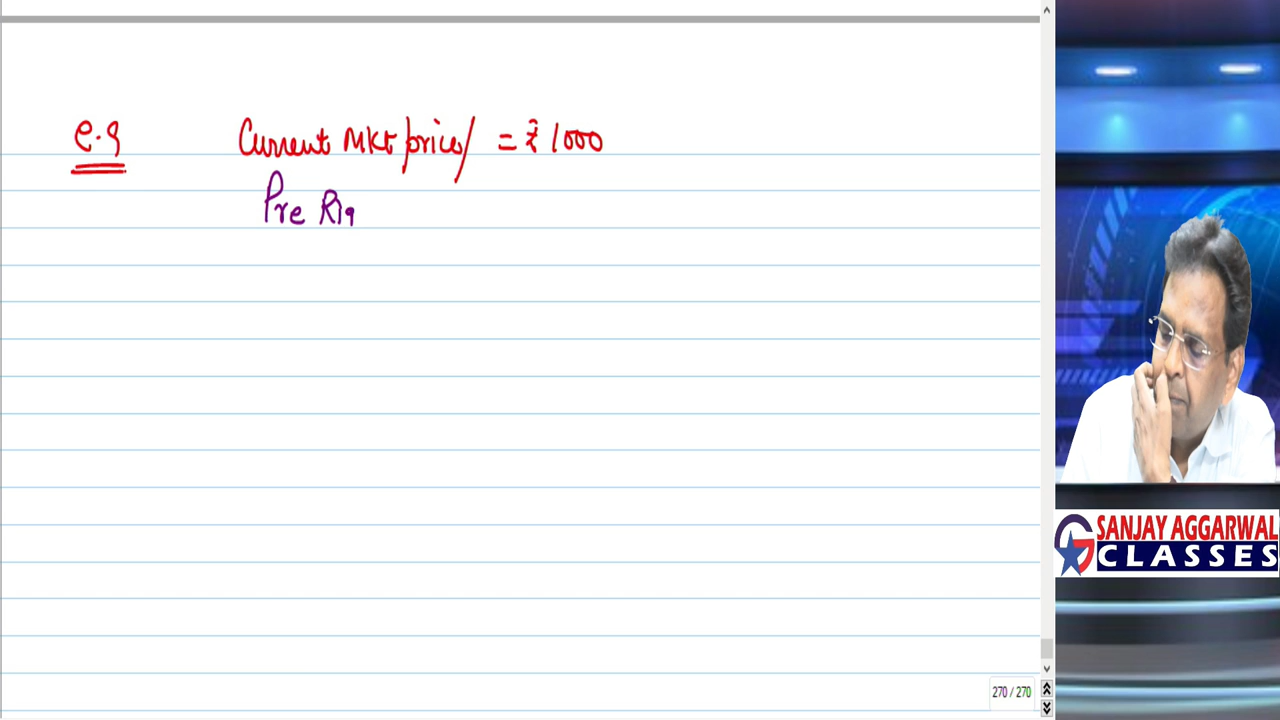 e.g Current Mkt price/ = ₹ 1000
Pre Rig
SANJAY AGGARWAL
CLASSES
270 / 270